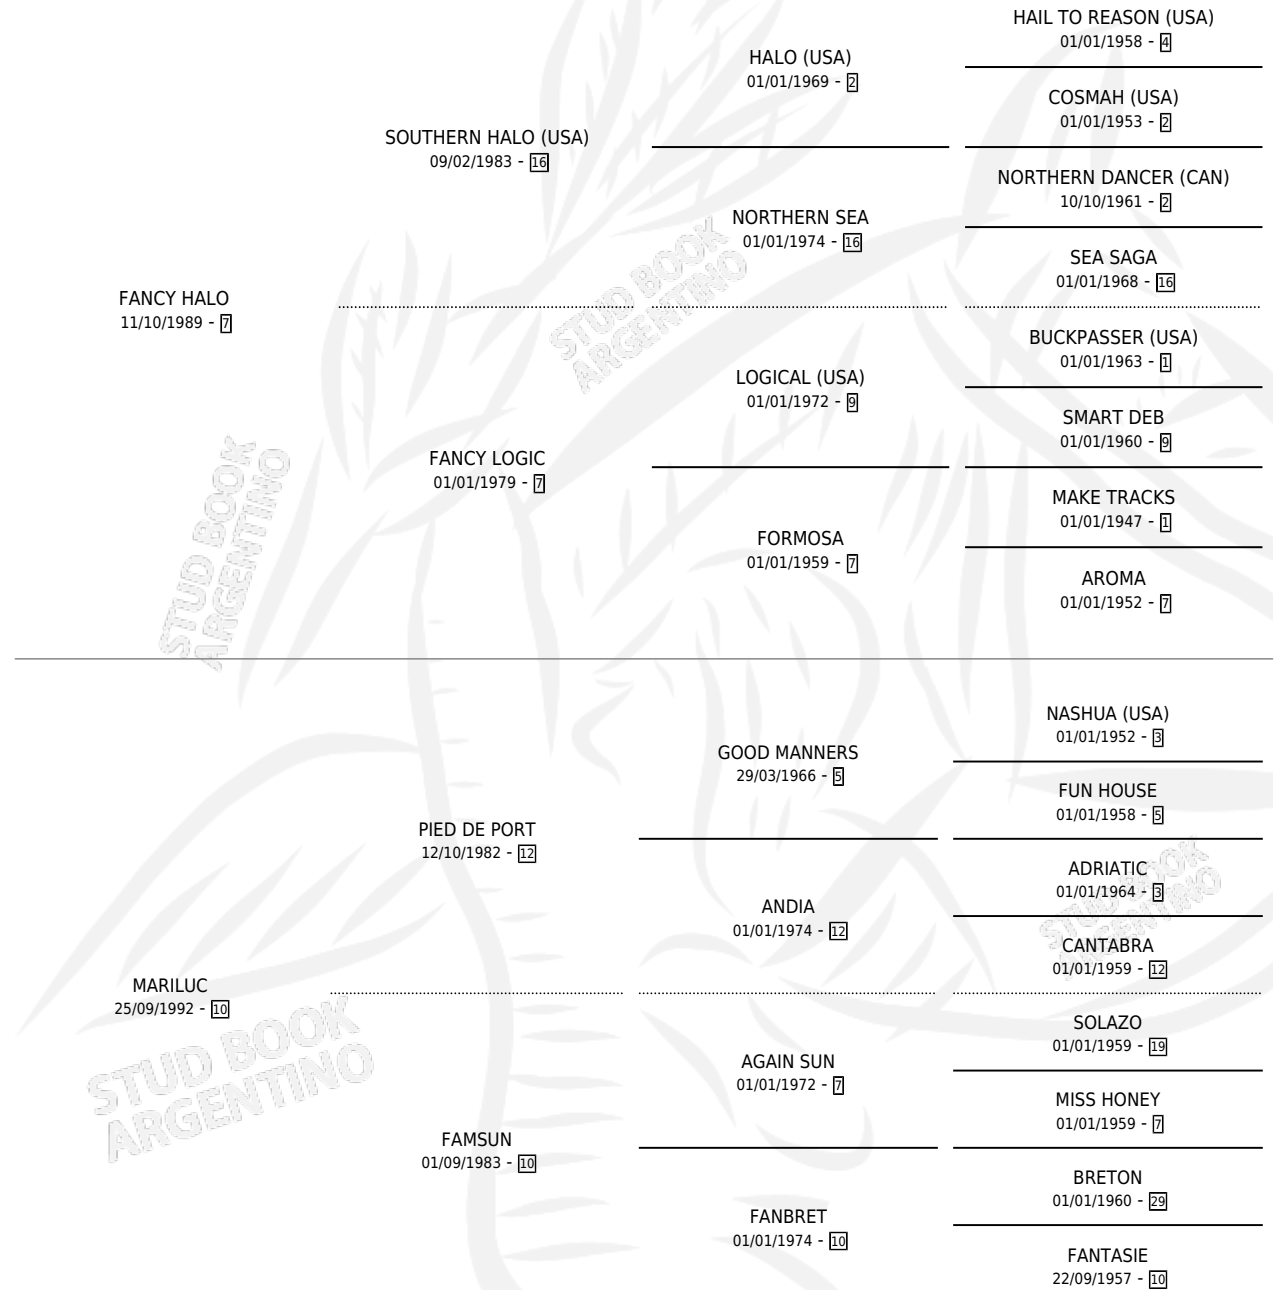 HAIL TO REASON (USA)
01/01/1958 - 4
HALO (USA)
01/01/1969 - 2
COSMAH (USA)
01/01/1953 - 2
SOUTHERN HALO (USA)
09/02/1983 - 16
NORTHERN DANCER (CAN)
10/10/1961 - 2
NORTHERN SEA
01/01/1974 - 16
SEA SAGA
01/01/1968 - 16
FANCY HALO
11/10/1989 - 7
BUCKPASSER (USA)
01/01/1963 - 1
LOGICAL (USA)
01/01/1972 - 9
SMART DEB
01/01/1960 - 9
FANCY LOGIC
01/01/1979 - 7
MAKE TRACKS
01/01/1947 - 1
FORMOSA
01/01/1959 - 7
AROMA
01/01/1952 - 7
NASHUA (USA)
01/01/1952 - 3
GOOD MANNERS
29/03/1966 - 5
FUN HOUSE
01/01/1958 - 5
PIED DE PORT
12/10/1982 - 12
ADRIATIC
01/01/1964 - 3
ANDIA
01/01/1974 - 12
CANTABRA
01/01/1959 - 12
MARILUC
25/09/1992 - 10
SOLAZO
01/01/1959 - 19
AGAIN SUN
01/01/1972 - 7
MISS HONEY
01/01/1959 - 7
FAMSUN
01/09/1983 - 10
BRETON
01/01/1960 - 29
FANBRET
01/01/1974 - 10
FANTASIE
22/09/1957 - 10
STUD BOOK
ARGENTINO
STUD BOOK
ARGENTINO
STUD BOOK
ARGENTINO
STUD BOOK
ARGENTINO